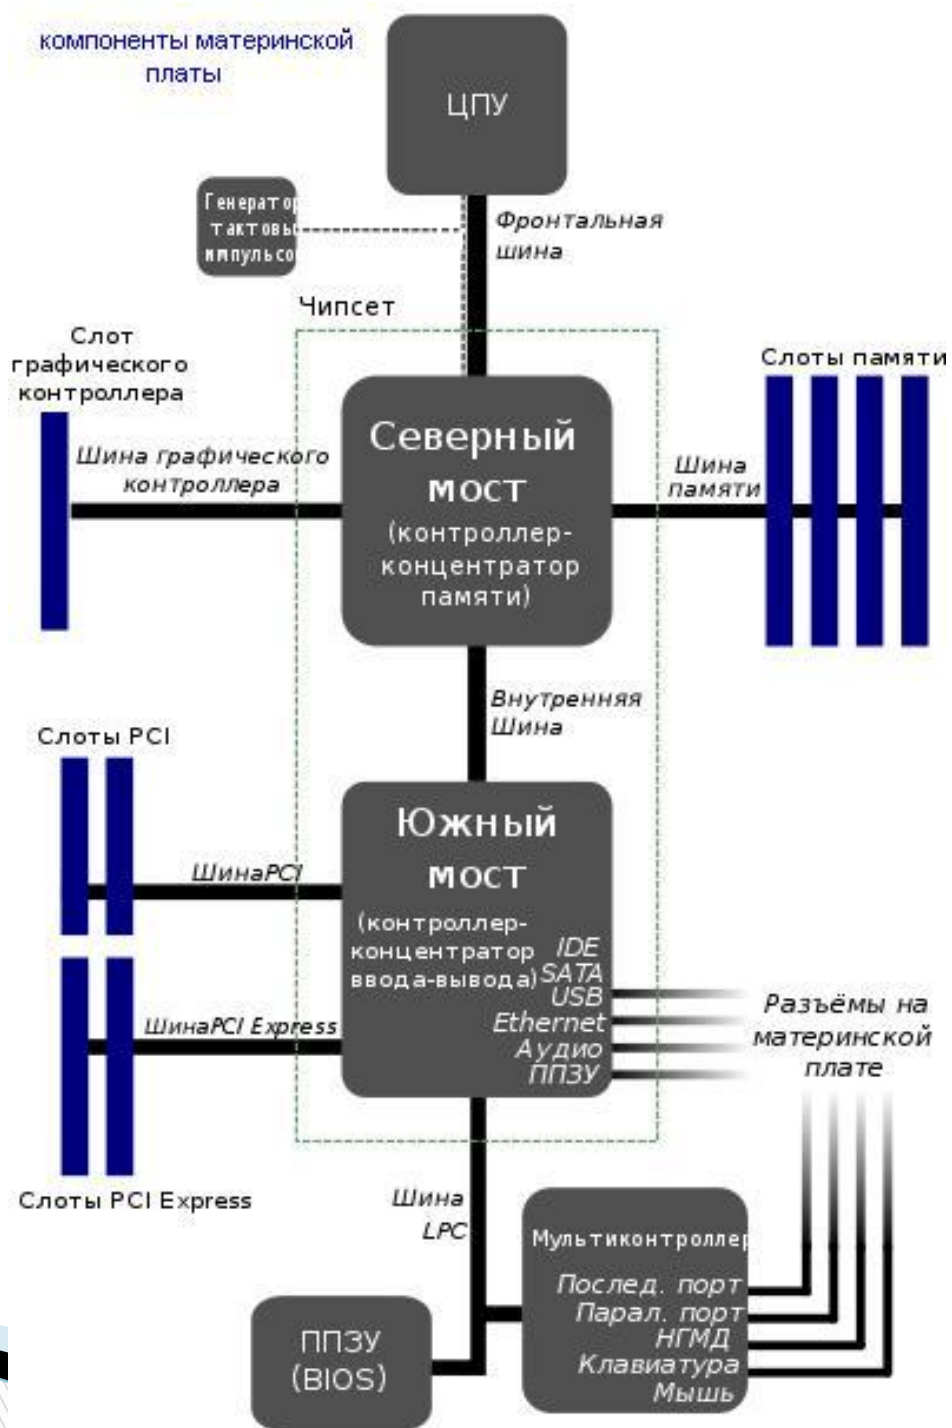 компоненты материнской
платы
ЦПУ
Генератор
тактовы
импульсо
Фронтальная
шина
Чипсет
Слот
графического
контроллера
Слоты памяти
Шина графического
контроллера
Северный
мост
(контроллер-
концентратор
памяти)
Шина
памяти
Внутренняя
Шина
Слоты PCI
Южный
мост
(контроллер-
концентратор
ввода-вывода)
IDE
SATA
USB
Ethernet
Аудио
ППЗУ
ШинаPCI
ШинаPCI Express
Разъёмы на
материнской
плате
Слоты PCI Express
Шина
LPC
Мультиконтроллер
Послед. порт
Парал. порт
НГМД
Клавиатура
Мышь
ППЗУ
(BIOS)